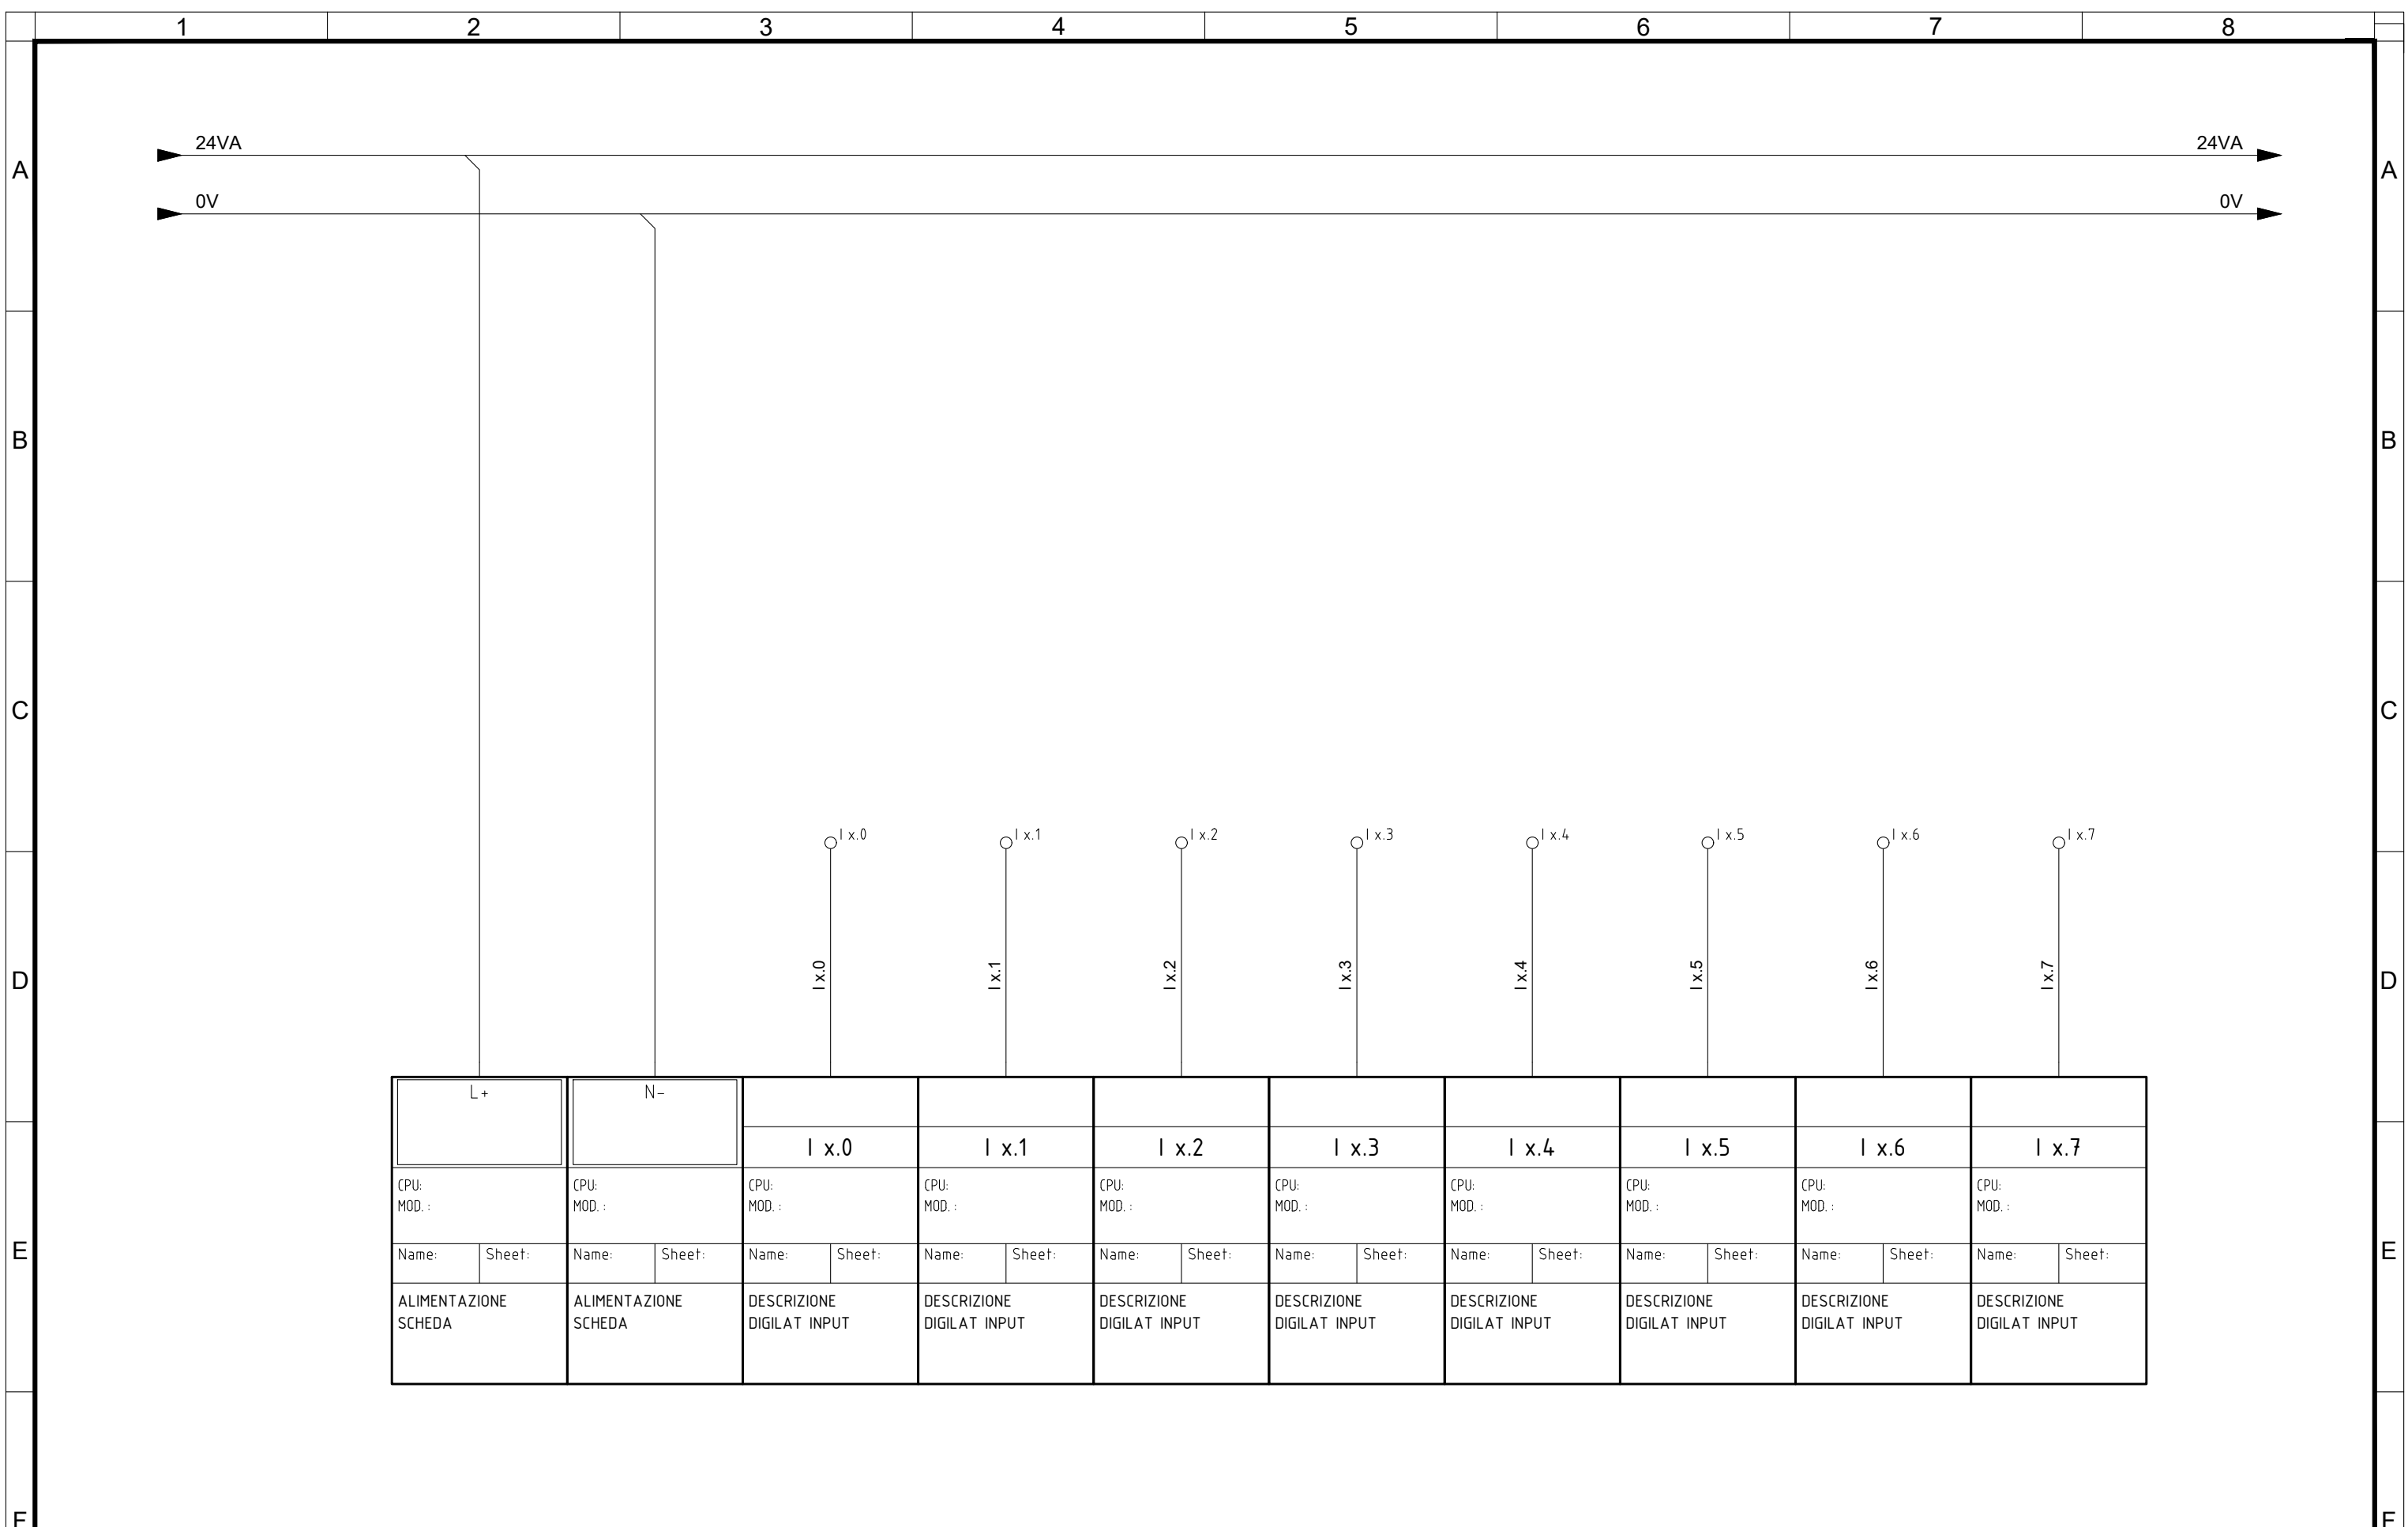 1 2 3 4 5 6 7 8
24VA 24VA
A A
0V 0V
B B
C C
I x.0 I x.1 I x.2 I x.3 I x.4 I x.5 I x.6 I x.7
I x.0 I x.1 I x.2 I x.3 I x.4 I x.5 I x.6 I x.7
D D
L+ N-
I x.0 I x.1 I x.2 I x.3 I x.4 I x.5 I x.6 I x.7
CPU: CPU: CPU: CPU: CPU: CPU: CPU: CPU: CPU: CPU:
MOD. : MOD. : MOD. : MOD. : MOD. : MOD. : MOD. : MOD. : MOD. : MOD. :
E E
Name: Sheet: Name: Sheet: Name: Sheet: Name: Sheet: Name: Sheet: Name: Sheet: Name: Sheet: Name: Sheet: Name: Sheet: Name: Sheet:
ALIMENTAZIONE ALIMENTAZIONE DESCRIZIONE DESCRIZIONE DESCRIZIONE DESCRIZIONE DESCRIZIONE DESCRIZIONE DESCRIZIONE DESCRIZIONE
SCHEDA SCHEDA DIGILAT INPUT DIGILAT INPUT DIGILAT INPUT DIGILAT INPUT DIGILAT INPUT DIGILAT INPUT DIGILAT INPUT DIGILAT INPUT
F F